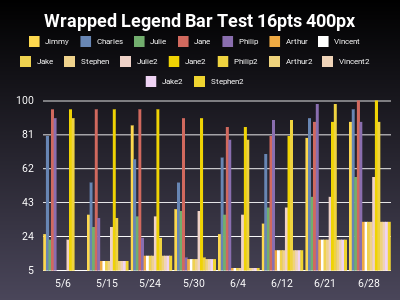 Wrapped Legend Bar Test 16pts 400px
Jimmy Charles Julie Jane Philip Arthur Vincent
Jake Stephen Julie2 Jane2 Philip2 Arthur2 Vincent2
Jake2 Stephen2
100
81
62
43
24
5
5/6 5/15 5/24 5/30 6/4 6/12 6/21 6/28